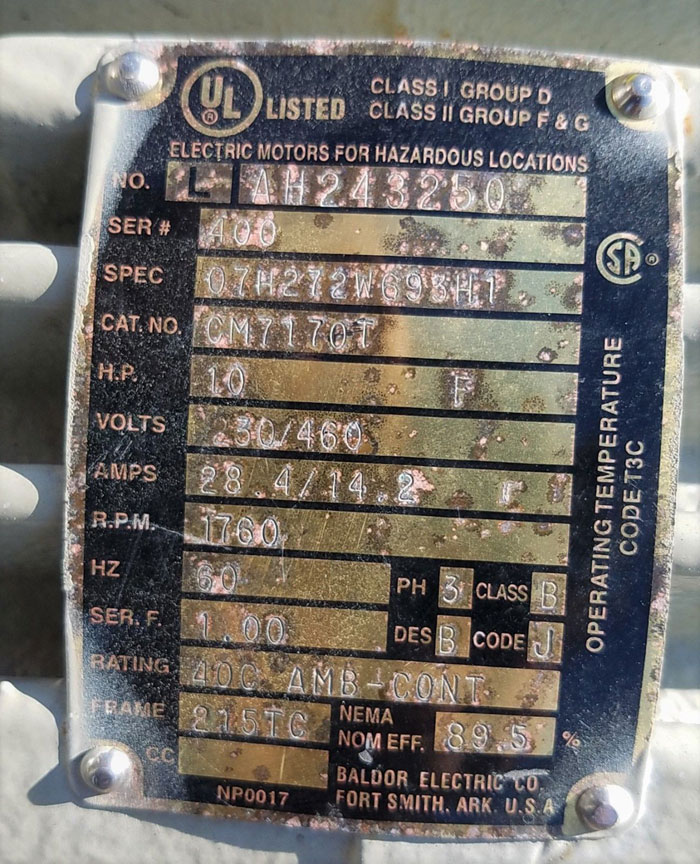 UL® LISTED CLASS I GROUP D
CLASS II GROUP F & G
ELECTRIC MOTORS FOR HAZARDOUS LOCATIONS
NO. L AH243250
SER # 400
SPEC 07H272W693H1
CAT. NO. CM7170T
H.P. 10 F
VOLTS 230/460
AMPS 28.4/14.2
R.P.M. 1760
HZ 60 PH 3 CLASS B
SER. F. 1.00 DES B CODE J
RATING 40C AMB-CONT
FRAME 215TC NEMA
NOM EFF. 89.5 %
CC BALDOR ELECTRIC CO.
NP0017 FORT SMITH, ARK. U.S.A
SA ®
OPERATING TEMPERATURE
CODE T3C